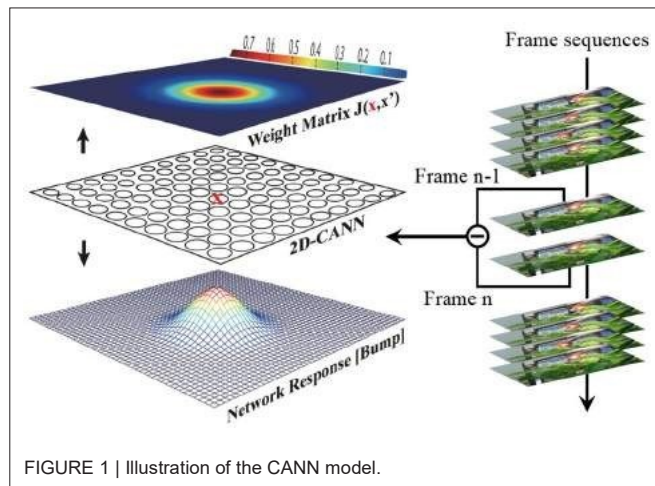 0.7 0.6 0.5 0.4 0.3 0.2 0.1
Weight Matrix J(x,x')
x
2D-CANN
Network Response [Bump]
Frame sequences
Frame n-1
Frame n
FIGURE 1 | Illustration of the CANN model.